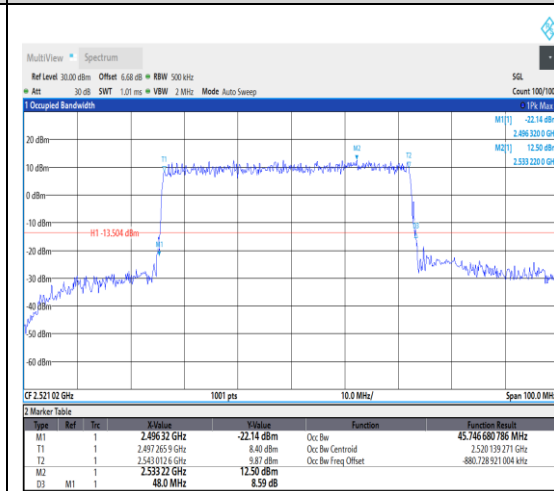 MultiView Spectrum
Ref Level 30.00 dBm Offset 6.68 dB RBW 500 kHz SGL
Att 30 dB SWT 1.01 ms VBW 2 MHz Mode Auto Sweep Count 100/100
1 Occupied Bandwidth 1Pk Max
M1[1] -22.14 dBm
2.496 320 0 GHz
M2[1] 12.50 dBm
2.533 220 0 GHz
20 dBm
M2
T1 T2
10 dBm
0 dBm
-10 dBm
H1 -13.504 dBm
-20 dBm
M1
-30 dBm
-40 dBm
-50 dBm
-60 dBm
CF 2.521 02 GHz 1001 pts 10.0 MHz/ Span 100.0 MHz
2 Marker Table
Type Ref Trc X-Value Y-Value Function Function Result
M1 1 2.496 32 GHz -22.14 dBm Occ Bw 45.746 680 786 MHz
T1 1 2.497 265 9 GHz 8.40 dBm Occ Bw Centroid 2.520 139 271 GHz
T2 1 2.543 012 6 GHz 9.87 dBm Occ Bw Freq Offset -880.728 921 004 kHz
M2 1 2.533 22 GHz 12.50 dBm
D3 M1 1 48.0 MHz 8.59 dB